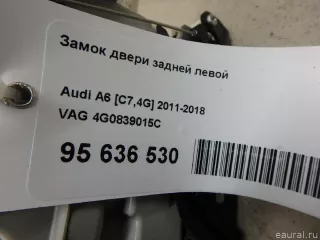 Замок двери задней левой
Audi A6 [C7,4G] 2011-2018
VAG 4G0839015C
95 636 530
eaural.ru